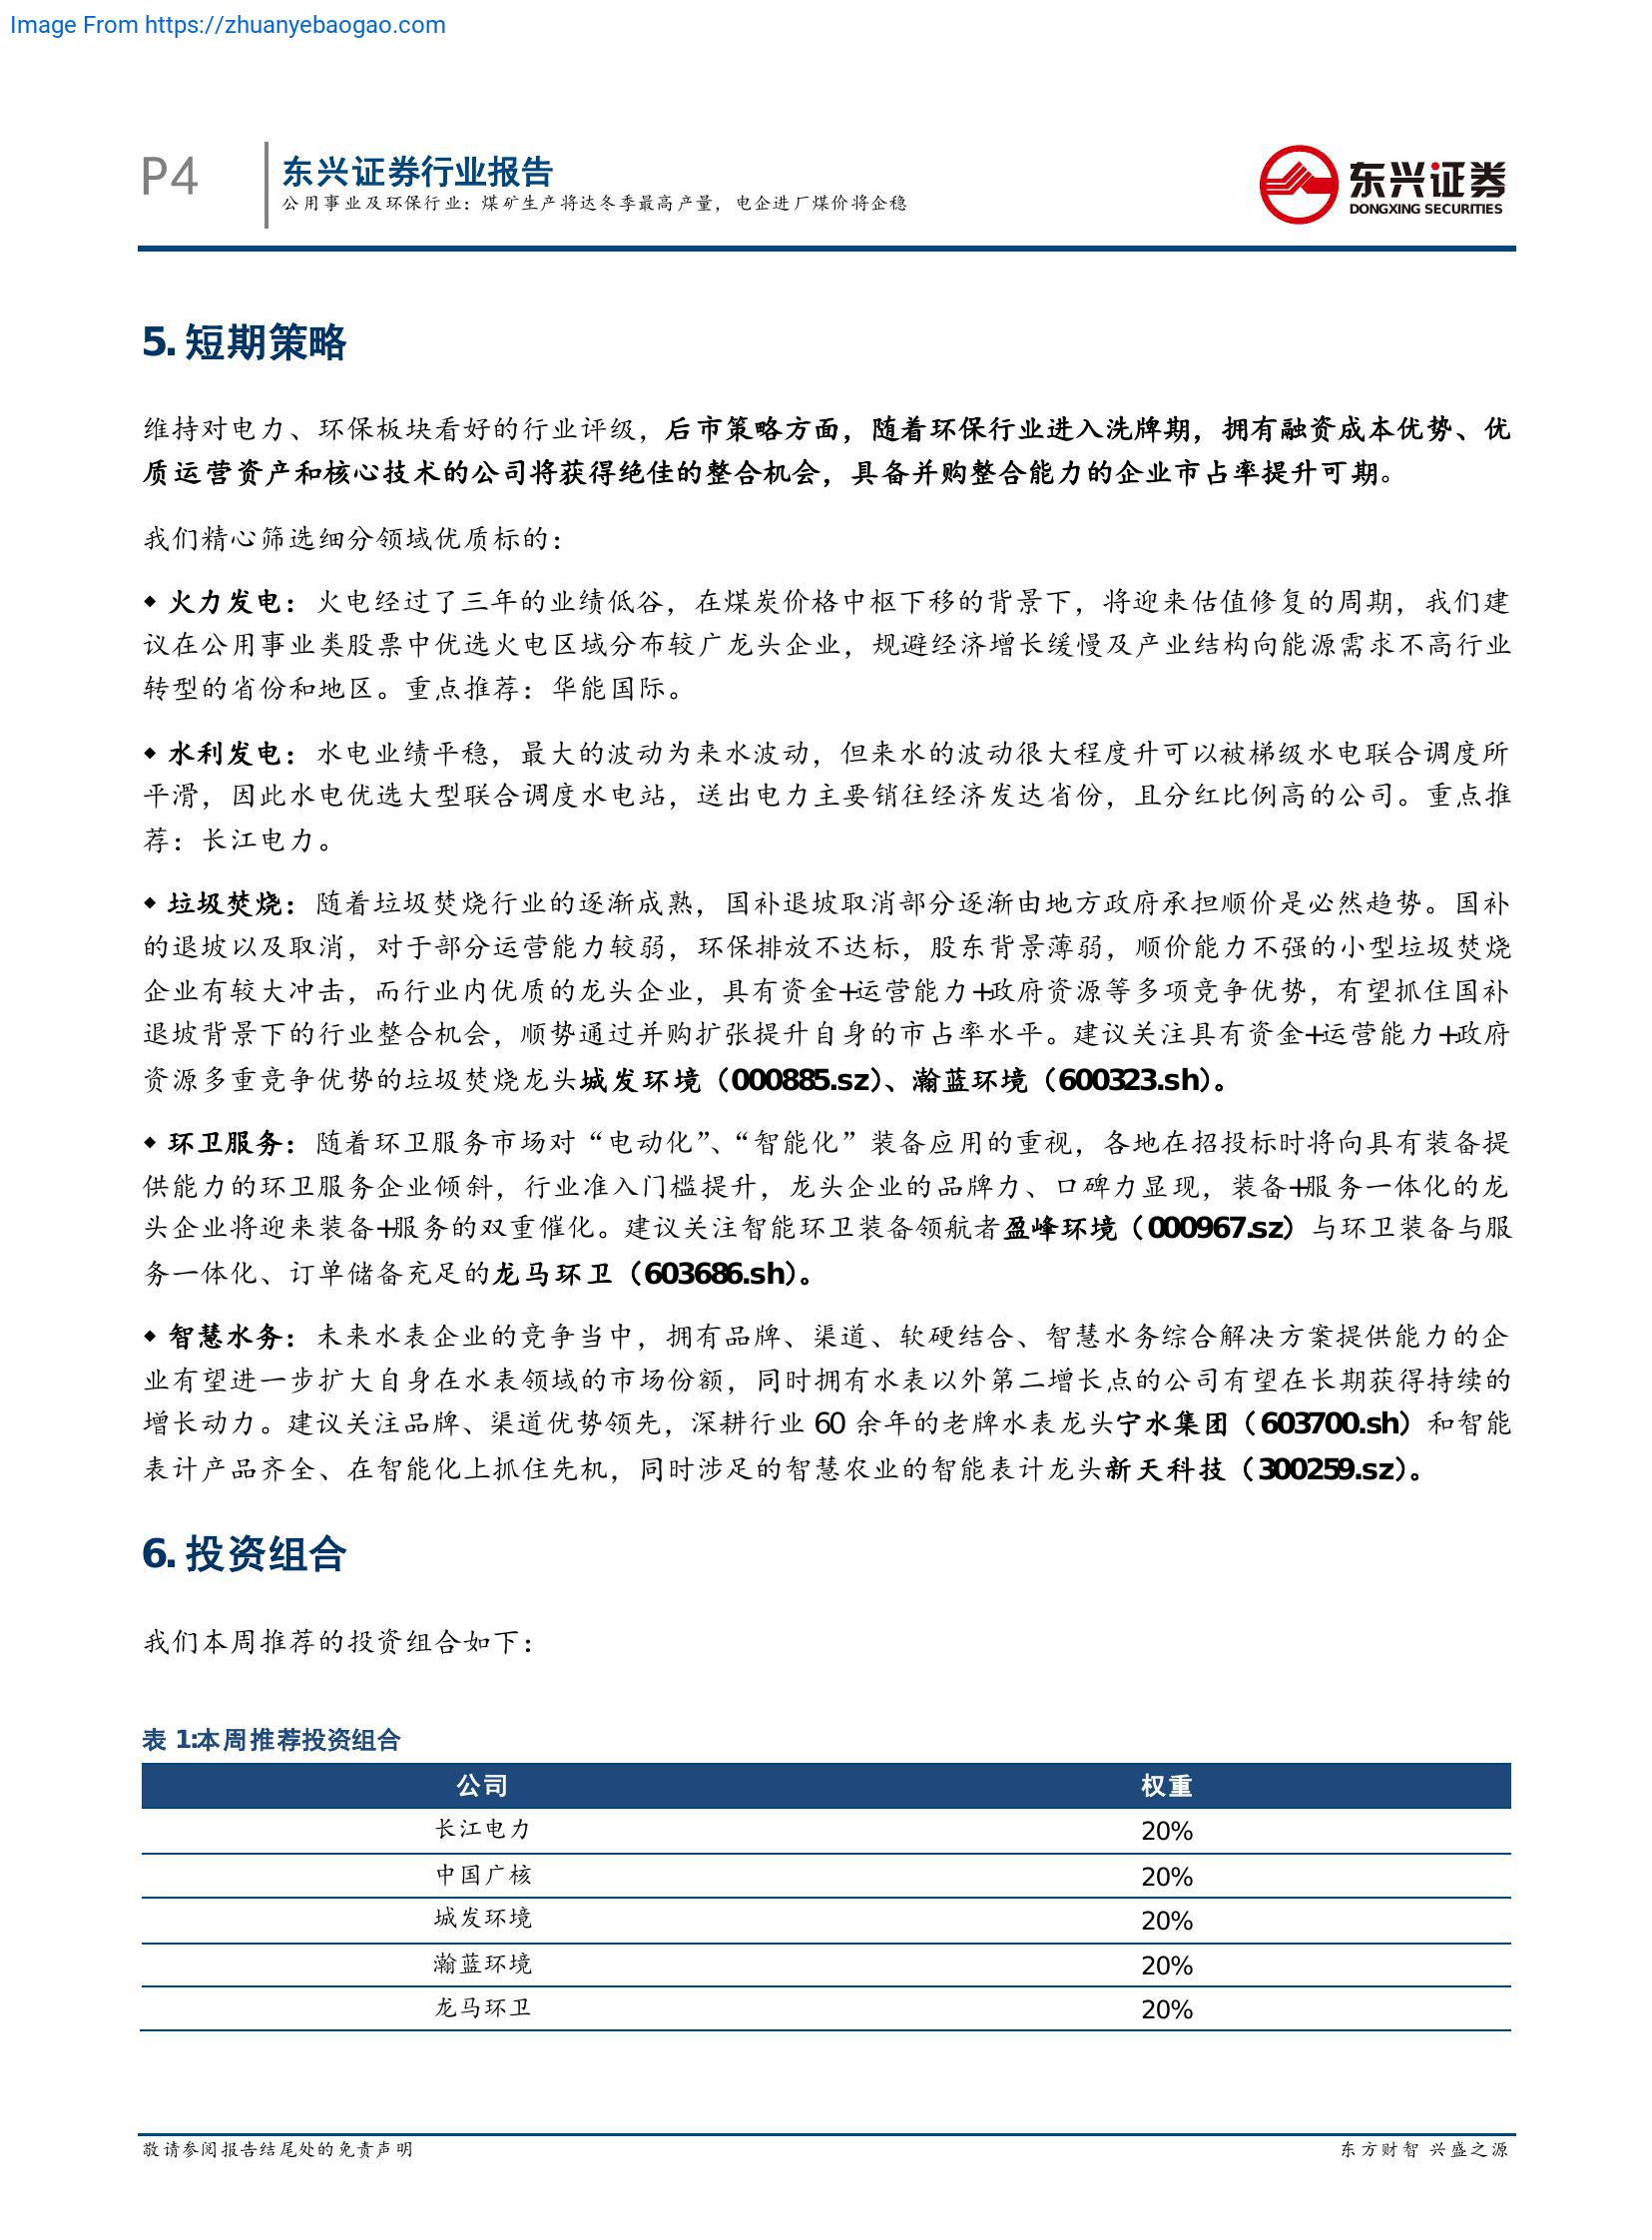 Image From https://zhuanyebaogao.com
P4
东兴证券行业报告
公用事业及环保行业：煤矿生产将达冬季最高产量，电企进厂煤价将企稳
东兴证券
DONGXING SECURITIES
5. 短期策略
维持对电力、环保板块看好的行业评级，后市策略方面，随着环保行业进入洗牌期，拥有融资成本优势、优
质运营资产和核心技术的公司将获得绝佳的整合机会，具备并购整合能力的企业市占率提升可期。
我们精心筛选细分领域优质标的：
◆ 火力发电：火电经过了三年的业绩低谷，在煤炭价格中枢下移的背景下，将迎来估值修复的周期，我们建
议在公用事业类股票中优选火电区域分布较广龙头企业，规避经济增长缓慢及产业结构向能源需求不高行业
转型的省份和地区。重点推荐：华能国际。
◆ 水利发电：水电业绩平稳，最大的波动为来水波动，但来水的波动很大程度升可以被梯级水电联合调度所
平滑，因此水电优选大型联合调度水电站，送出电力主要销往经济发达省份，且分红比例高的公司。重点推
荐：长江电力。
◆ 垃圾焚烧：随着垃圾焚烧行业的逐渐成熟，国补退坡取消部分逐渐由地方政府承担顺价是必然趋势。国补
的退坡以及取消，对于部分运营能力较弱，环保排放不达标，股东背景薄弱，顺价能力不强的小型垃圾焚烧
企业有较大冲击，而行业内优质的龙头企业，具有资金+运营能力+政府资源等多项竞争优势，有望抓住国补
退坡背景下的行业整合机会，顺势通过并购扩张提升自身的市占率水平。建议关注具有资金+运营能力+政府
资源多重竞争优势的垃圾焚烧龙头城发环境（000885.sz）、瀚蓝环境（600323.sh）。
◆ 环卫服务：随着环卫服务市场对“电动化”、“智能化”装备应用的重视，各地在招投标时将向具有装备提
供能力的环卫服务企业倾斜，行业准入门槛提升，龙头企业的品牌力、口碑力显现，装备+服务一体化的龙
头企业将迎来装备+服务的双重催化。建议关注智能环卫装备领航者盈峰环境（000967.sz）与环卫装备与服
务一体化、订单储备充足的龙马环卫（603686.sh）。
◆ 智慧水务：未来水表企业的竞争当中，拥有品牌、渠道、软硬结合、智慧水务综合解决方案提供能力的企
业有望进一步扩大自身在水表领域的市场份额，同时拥有水表以外第二增长点的公司有望在长期获得持续的
增长动力。建议关注品牌、渠道优势领先，深耕行业 60 余年的老牌水表龙头宁水集团（603700.sh）和智能
表计产品齐全、在智能化上抓住先机，同时涉足的智慧农业的智能表计龙头新天科技（300259.sz）。
6. 投资组合
我们本周推荐的投资组合如下：
表 1:本周推荐投资组合
公司 权重
长江电力 20%
中国广核 20%
城发环境 20%
瀚蓝环境 20%
龙马环卫 20%
敬请参阅报告结尾处的免责声明
东方财智 兴盛之源